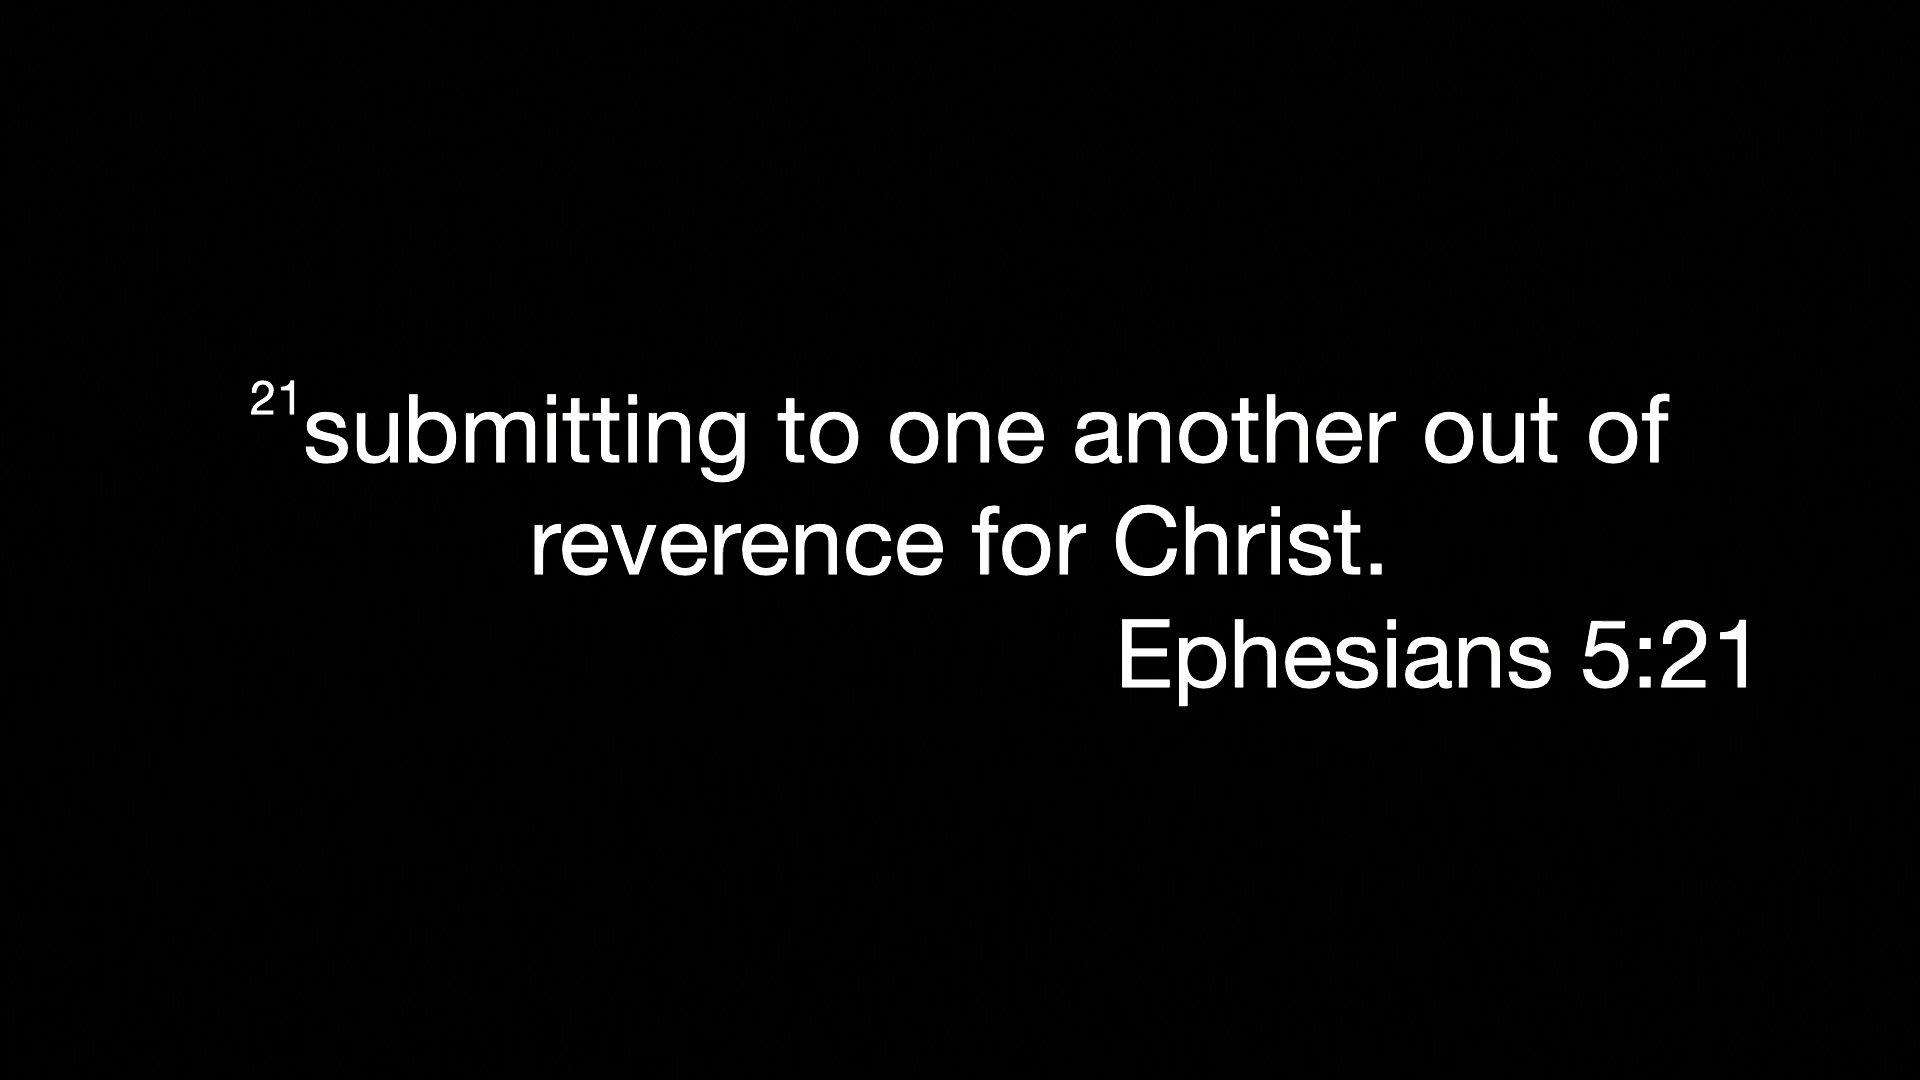 21submitting to one another out of
reverence for Christ.
Ephesians 5:21